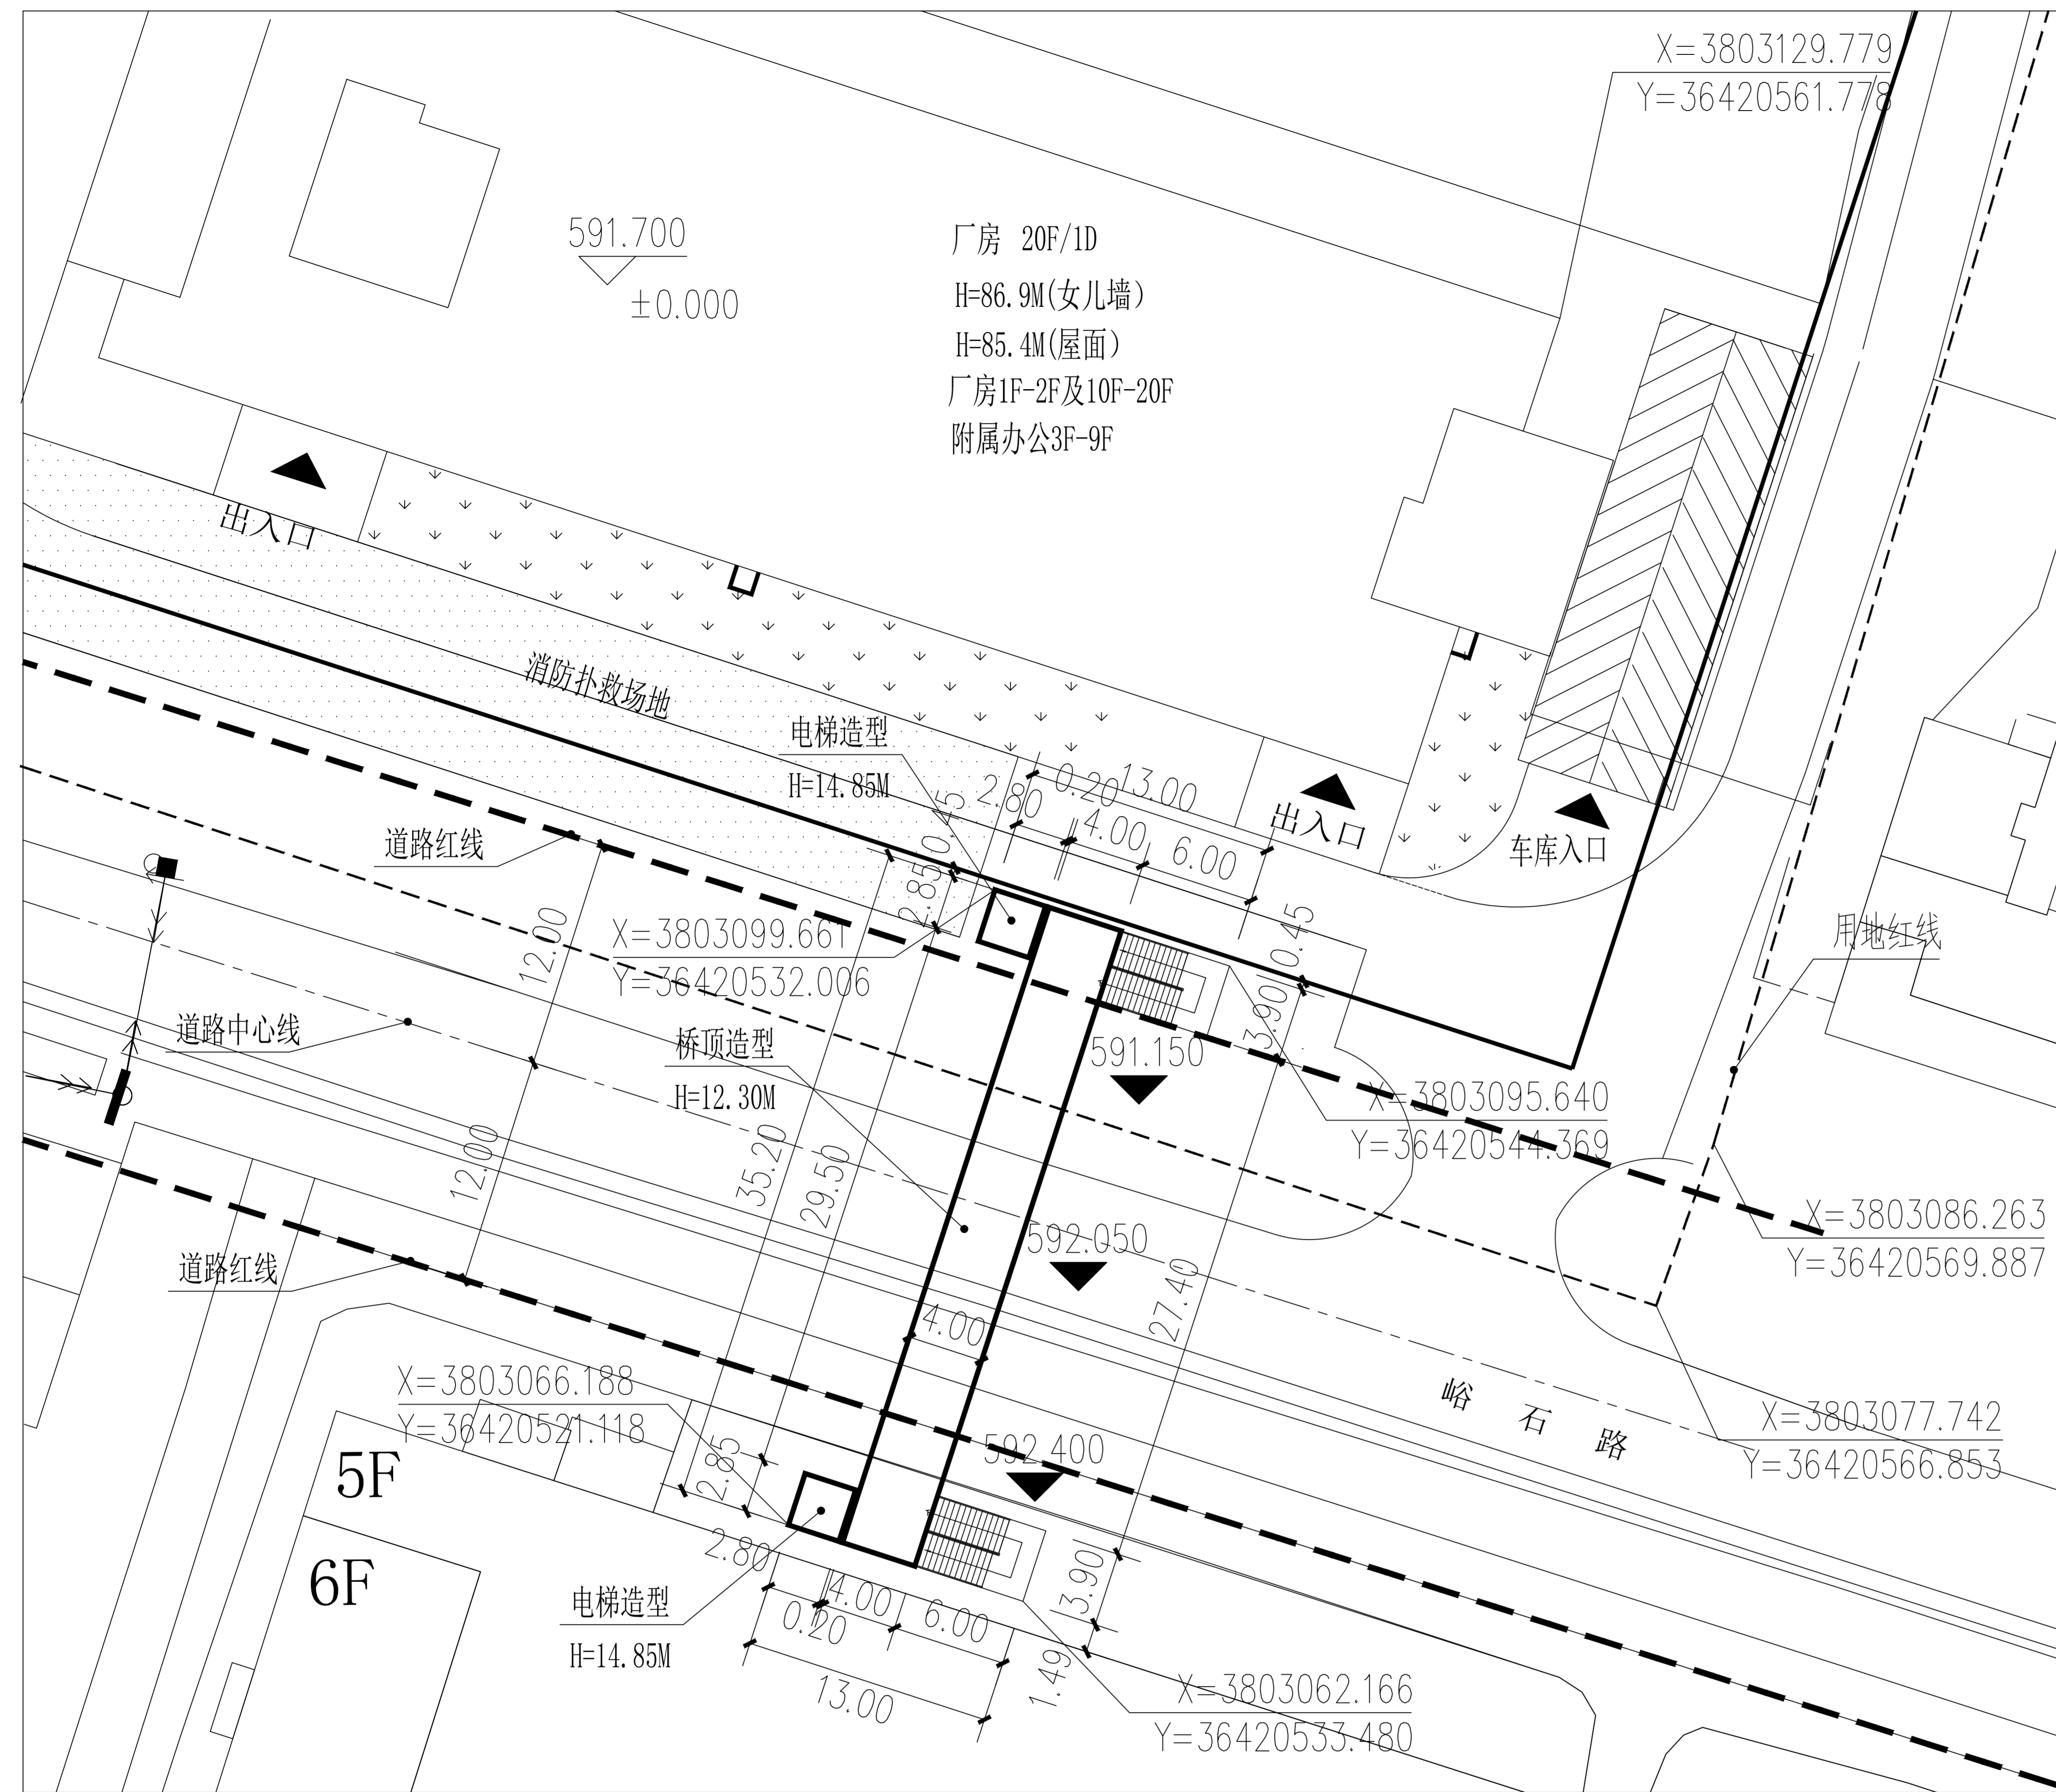 X=3803129.779
Y=36420561.778
591.700
±0.000
厂房 20F/1D
H=86.9M(女儿墙)
H=85.4M(屋面)
厂房1F-2F及10F-20F
附属办公3F-9F
出入口
消防扑救场地
电梯造型
H=14.85M
0.45
2.80
0.20
13.00
4.00
6.00
出入口
车库入口
道路红线
2.85
0.45
用地红线
12.00
X=3803099.661
Y=36420532.006
3.90
道路中心线
桥顶造型
H=12.30M
591.150
X=3803095.640
Y=36420544.369
12.00
35.20
29.50
592.050
X=3803086.263
Y=36420569.887
道路红线
4.00
27.40
X=3803066.188
Y=36420521.118
峪石路
X=3803077.742
Y=36420566.853
5F
2.85
592.400
6F
2.80
电梯造型
H=14.85M
4.00
0.20
6.00
3.90
13.00
1.49
X=3803062.166
Y=36420533.480